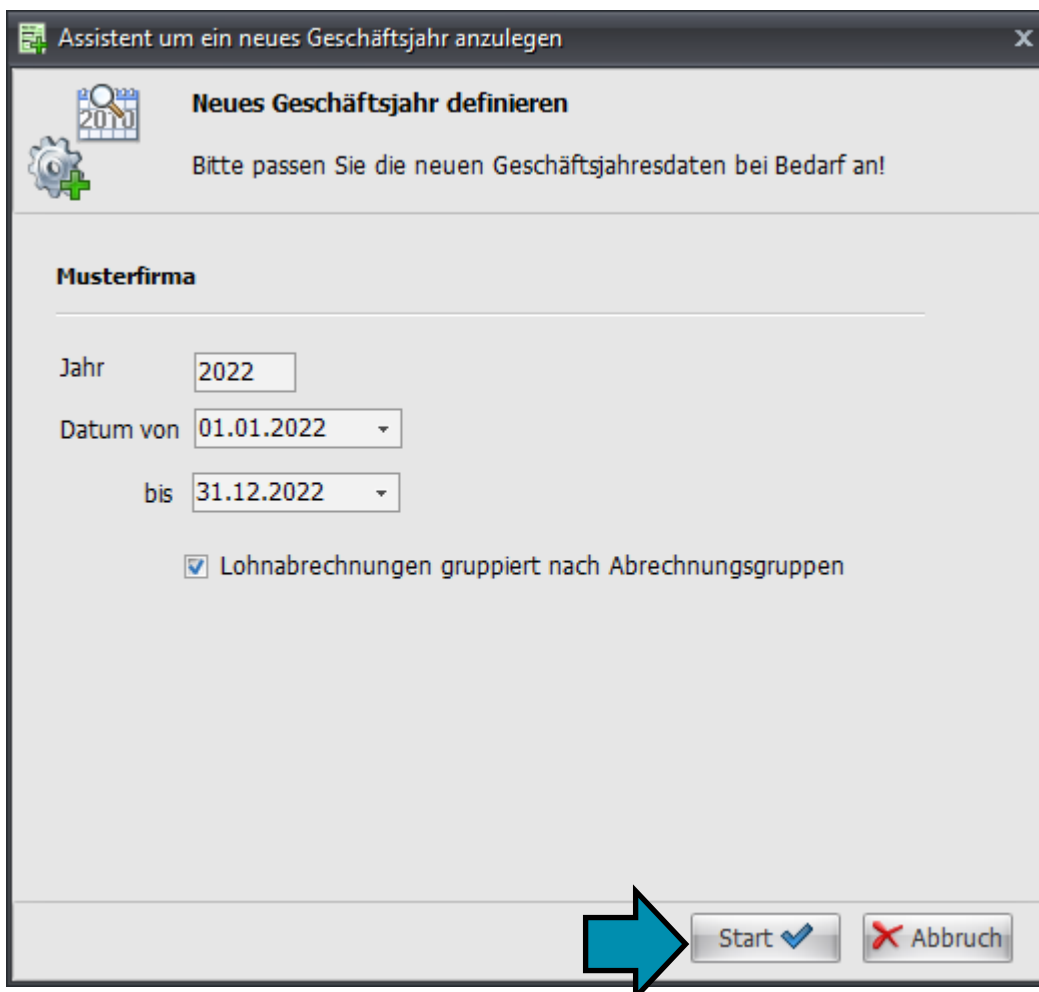 Assistent um ein neues Geschäftsjahr anzulegen
2010
Neues Geschäftsjahr definieren
Bitte passen Sie die neuen Geschäftsjahresdaten bei Bedarf an!
Musterfirma
Jahr 2022
Datum von 01.01.2022
bis 31.12.2022
Lohnabrechnungen gruppiert nach Abrechnungsgruppen
Start Abbruch